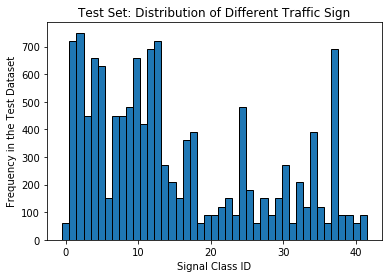 Test Set: Distribution of Different Traffic Sign
Frequency in the Test Dataset
700
600
500
400
300
200
100
0
0 10 20 30 40
Signal Class ID